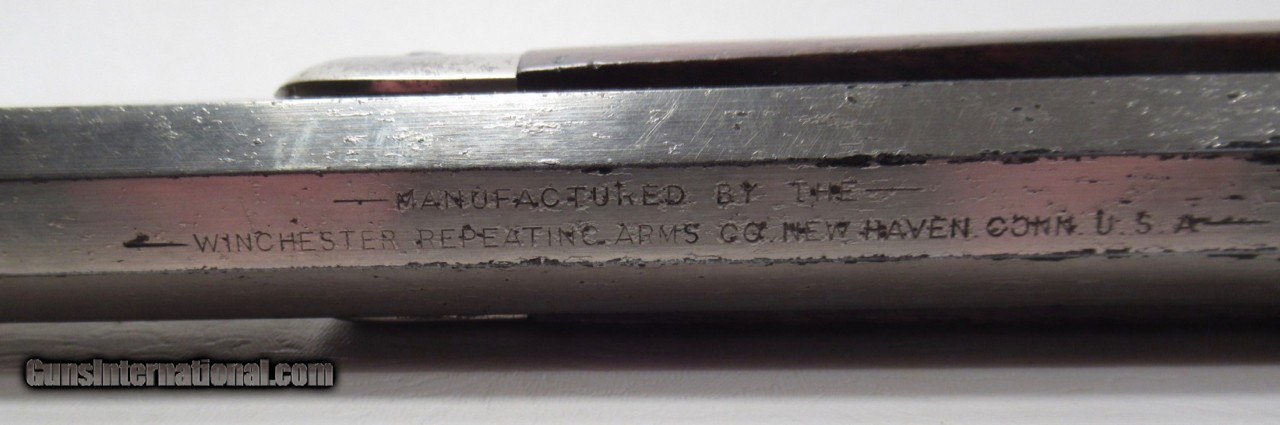 — MANUFACTURED BY THE —
— WINCHESTER REPEATING ARMS CO. NEW HAVEN CONN. U.S.A —
GunsInternational.com